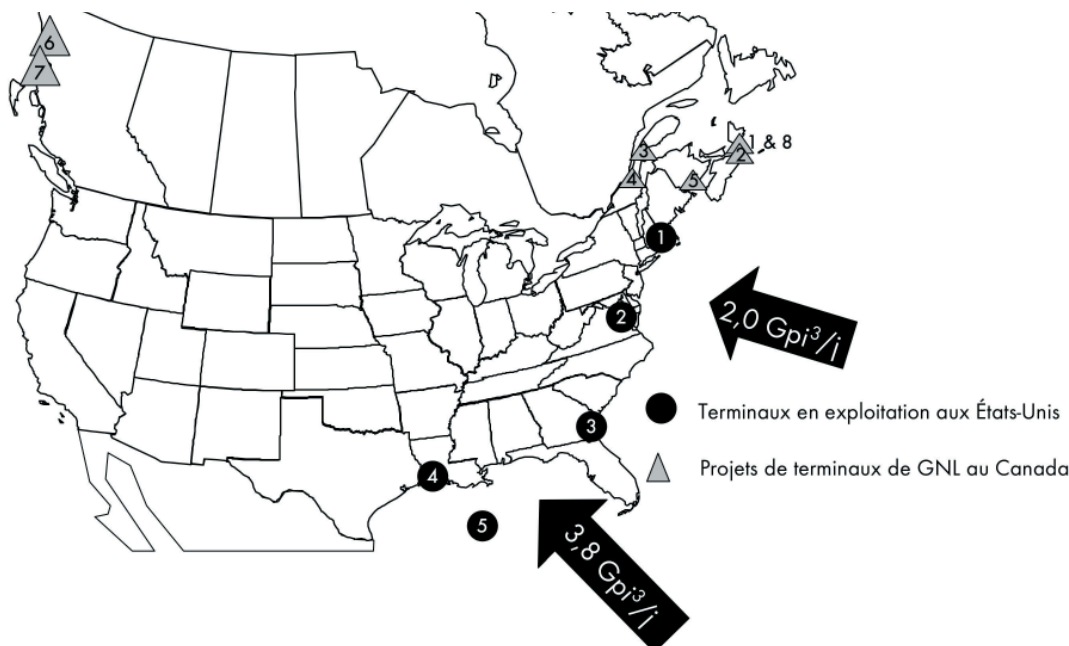 6
7
1 & 8
2
3
4
5
1
2
2,0 Gpi³/j
3
Terminaux en exploitation aux États-Unis
4
Projets de terminaux de GNL au Canada
5
3,8 Gpi³/j